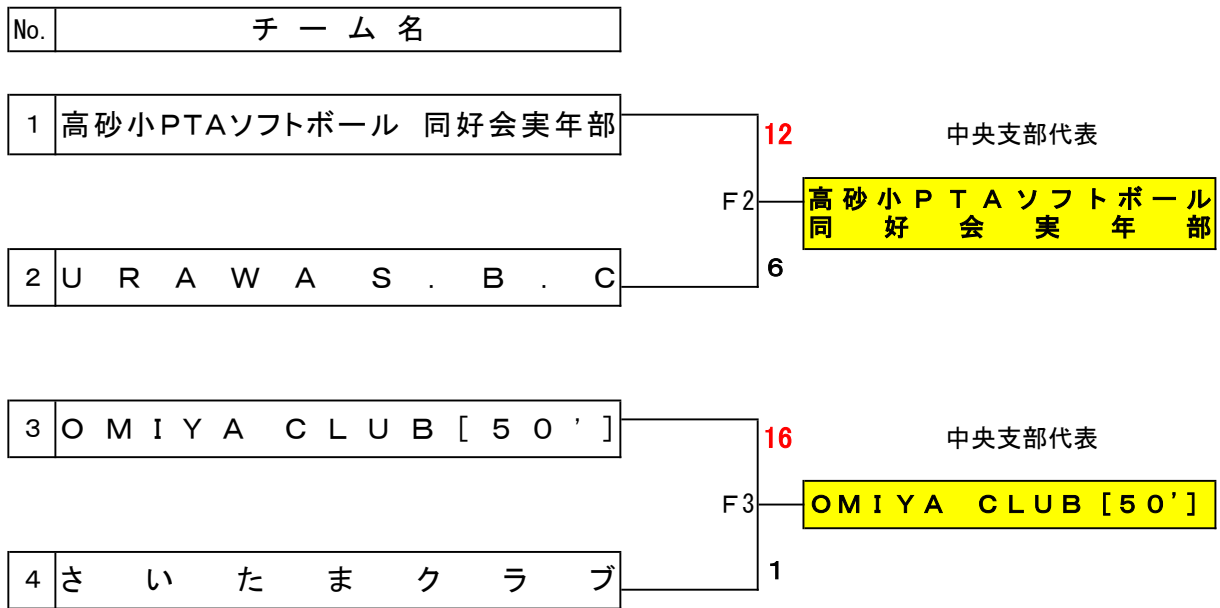 No. チーム名
1 高砂小PTAソフトボール 同好会実年部
12
中央支部代表
F2
高砂小PTAソフトボール
同好会実年部
2 URAWA S.B.C
6
3 OMIYA CLUB[50']
16
中央支部代表
F3
OMIYA CLUB[50']
4 さいたまクラブ
1